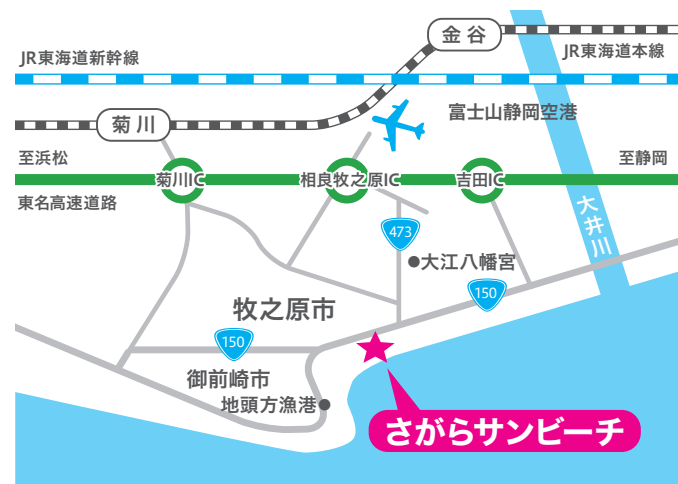 金谷
JR東海道新幹線
JR東海道本線
菊川
富士山静岡空港
至浜松
菊川IC
相良牧之原IC
吉田IC
至静岡
東名高速道路
大井川
473
大江八幡宮
150
牧之原市
150
御前崎市
地頭方漁港
さがらサンビーチ